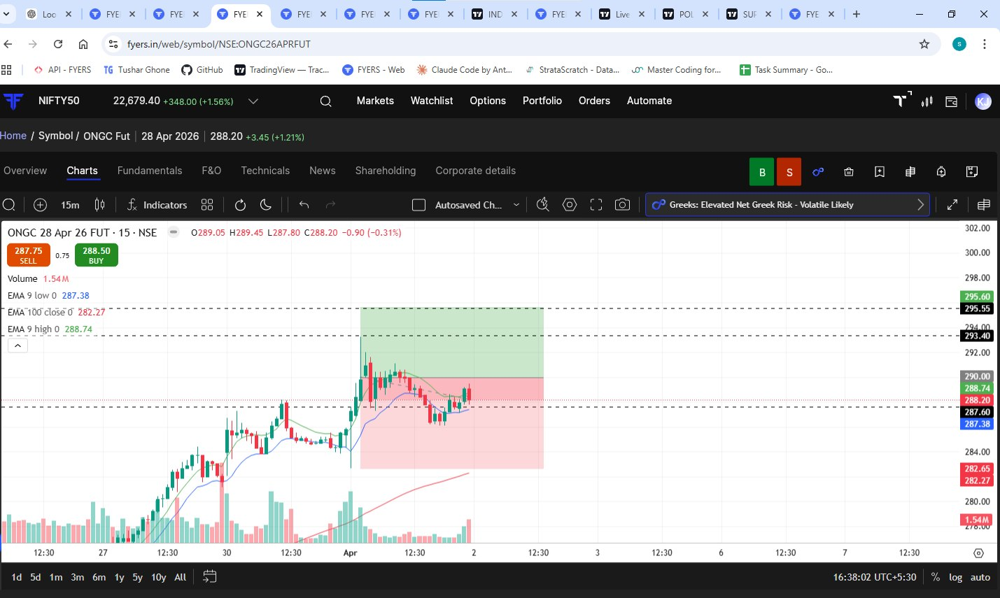 Loc
FYEI
FYE
FYE
FYE
FYE
FYE
IND
FYE
Live
POL
SUF
FYE
fyers.in/web/symbol/NSE:ONGC26APRFUT
S
API - FYERS
TG Tushar Ghone
GitHub
TradingView — Trac...
FYERS - Web
Claude Code by Ant...
StrataScratch - Data...
Master Coding for...
Task Summary - Go...
NIFTY50 22,679.40 +348.00 (+1.56%)
Markets Watchlist Options Portfolio Orders Automate
KJ
Home / Symbol / ONGC Fut | 28 Apr 2026 | 288.20 +3.45 (+1.21%)
Overview Charts Fundamentals F&O Technicals News Shareholding Corporate details
B S
15m Indicators Autosaved Ch... Greeks: Elevated Net Greek Risk - Volatile Likely
ONGC 28 Apr 26 FUT · 15 · NSE O289.05 H289.45 L287.80 C288.20 −0.90 (−0.31%)
287.75 SELL 0.75 288.50 BUY
Volume 1.54M
EMA 9 low 0 287.38
EMA 100 close 0 282.27
EMA 9 high 0 288.74
302.00
300.00
298.00
295.60
295.55
294.00
293.40
292.00
290.00
288.74
288.20
287.60
287.38
284.00
282.65
282.27
280.00
1.54M
278.00
12:30 27 12:30 30 12:30 Apr 12:30 2 12:30 3 12:30 6 12:30 7 12:30
1d 5d 1m 3m 6m 1y 5y 10y All
16:38:02 UTC+5:30 % log auto